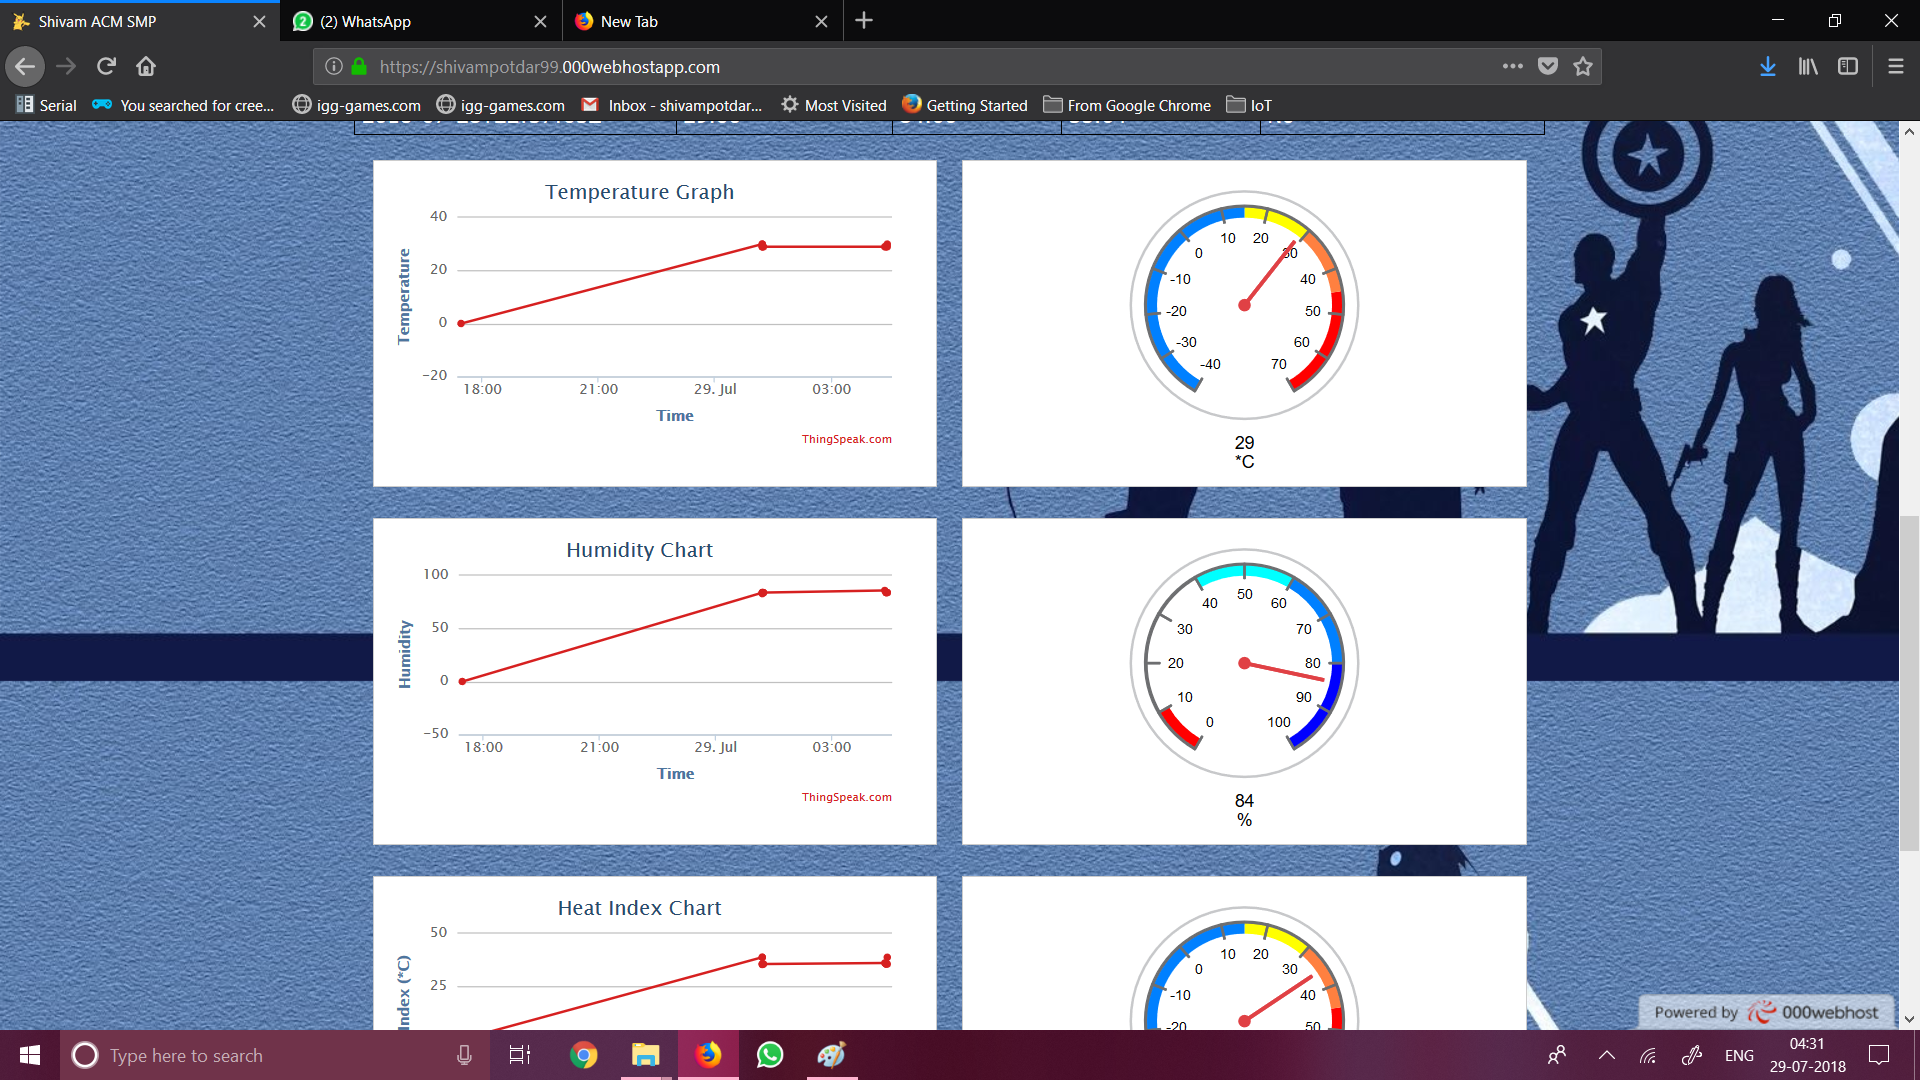 Shivam ACM SMP
(2) WhatsApp
New Tab
https://shivampotdar99.000webhostapp.com
Serial
You searched for cree...
igg-games.com
igg-games.com
Inbox - shivampotdar...
Most Visited
Getting Started
From Google Chrome
IoT
Temperature Graph
40
20
0
−20
Temperature
18:00
21:00
29. Jul
03:00
Time
ThingSpeak.com
-40
-30
-20
-10
0
10
20
30
40
50
60
70
29
*C
Humidity Chart
100
50
0
−50
Humidity
18:00
21:00
29. Jul
03:00
Time
ThingSpeak.com
0
10
20
30
40
50
60
70
80
90
100
84
%
Heat Index Chart
50
25
Index (*C)
-20
-10
0
10
20
30
40
50
Powered by 000webhost
Type here to search
ENG
04:31
29-07-2018